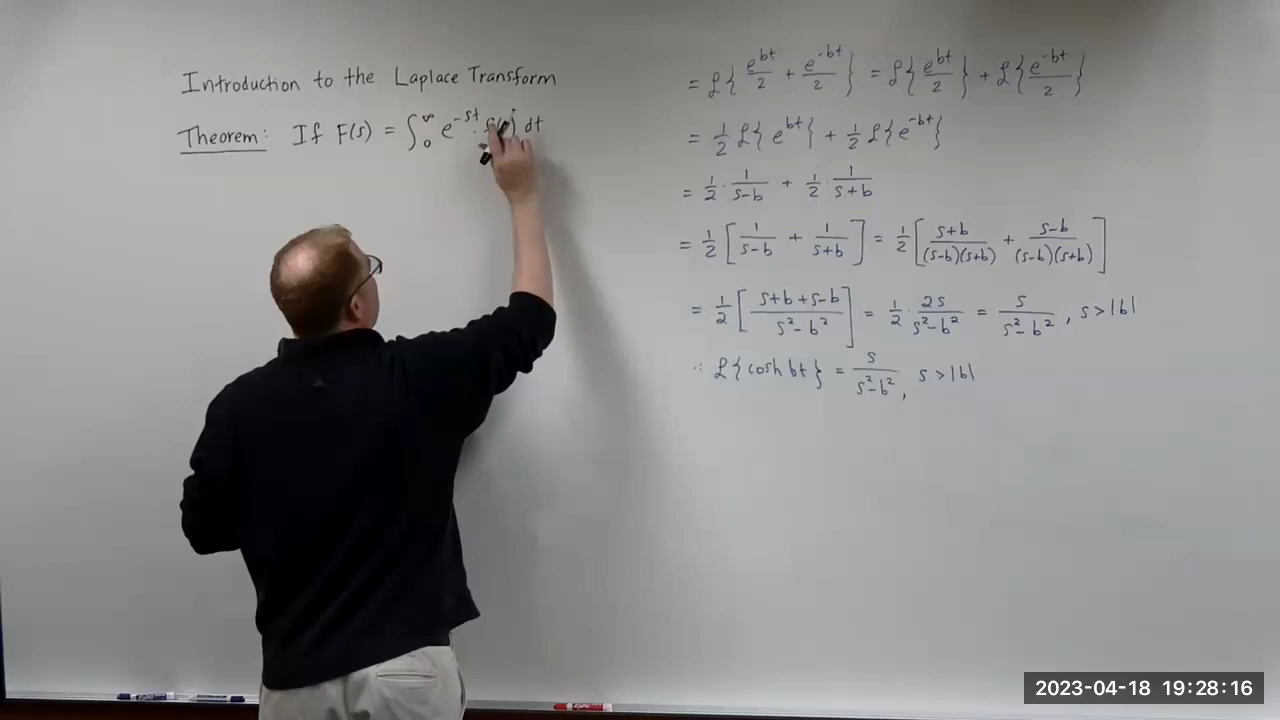 Introduction to the Laplace Transform
Theorem: If F(s) = ∫₀^∞ e^{-st} · f(t) dt
= ℒ{ e^{bt}/2 + e^{-bt}/2 } = ℒ{ e^{bt}/2 } + ℒ{ e^{-bt}/2 }
= 1/2 ℒ{ e^{bt} } + 1/2 ℒ{ e^{-bt} }
= 1/2 · 1/(s-b) + 1/2 · 1/(s+b)
= 1/2 [ 1/(s-b) + 1/(s+b) ] = 1/2 [ (s+b)/((s-b)(s+b)) + (s-b)/((s-b)(s+b)) ]
= 1/2 [ (s+b+s-b)/(s²-b²) ] = 1/2 · 2s/(s²-b²) = s/(s²-b²), s>|b|
∴ ℒ{cosh bt} = s/(s²-b²), s>|b|
2023-04-18 19:28:16